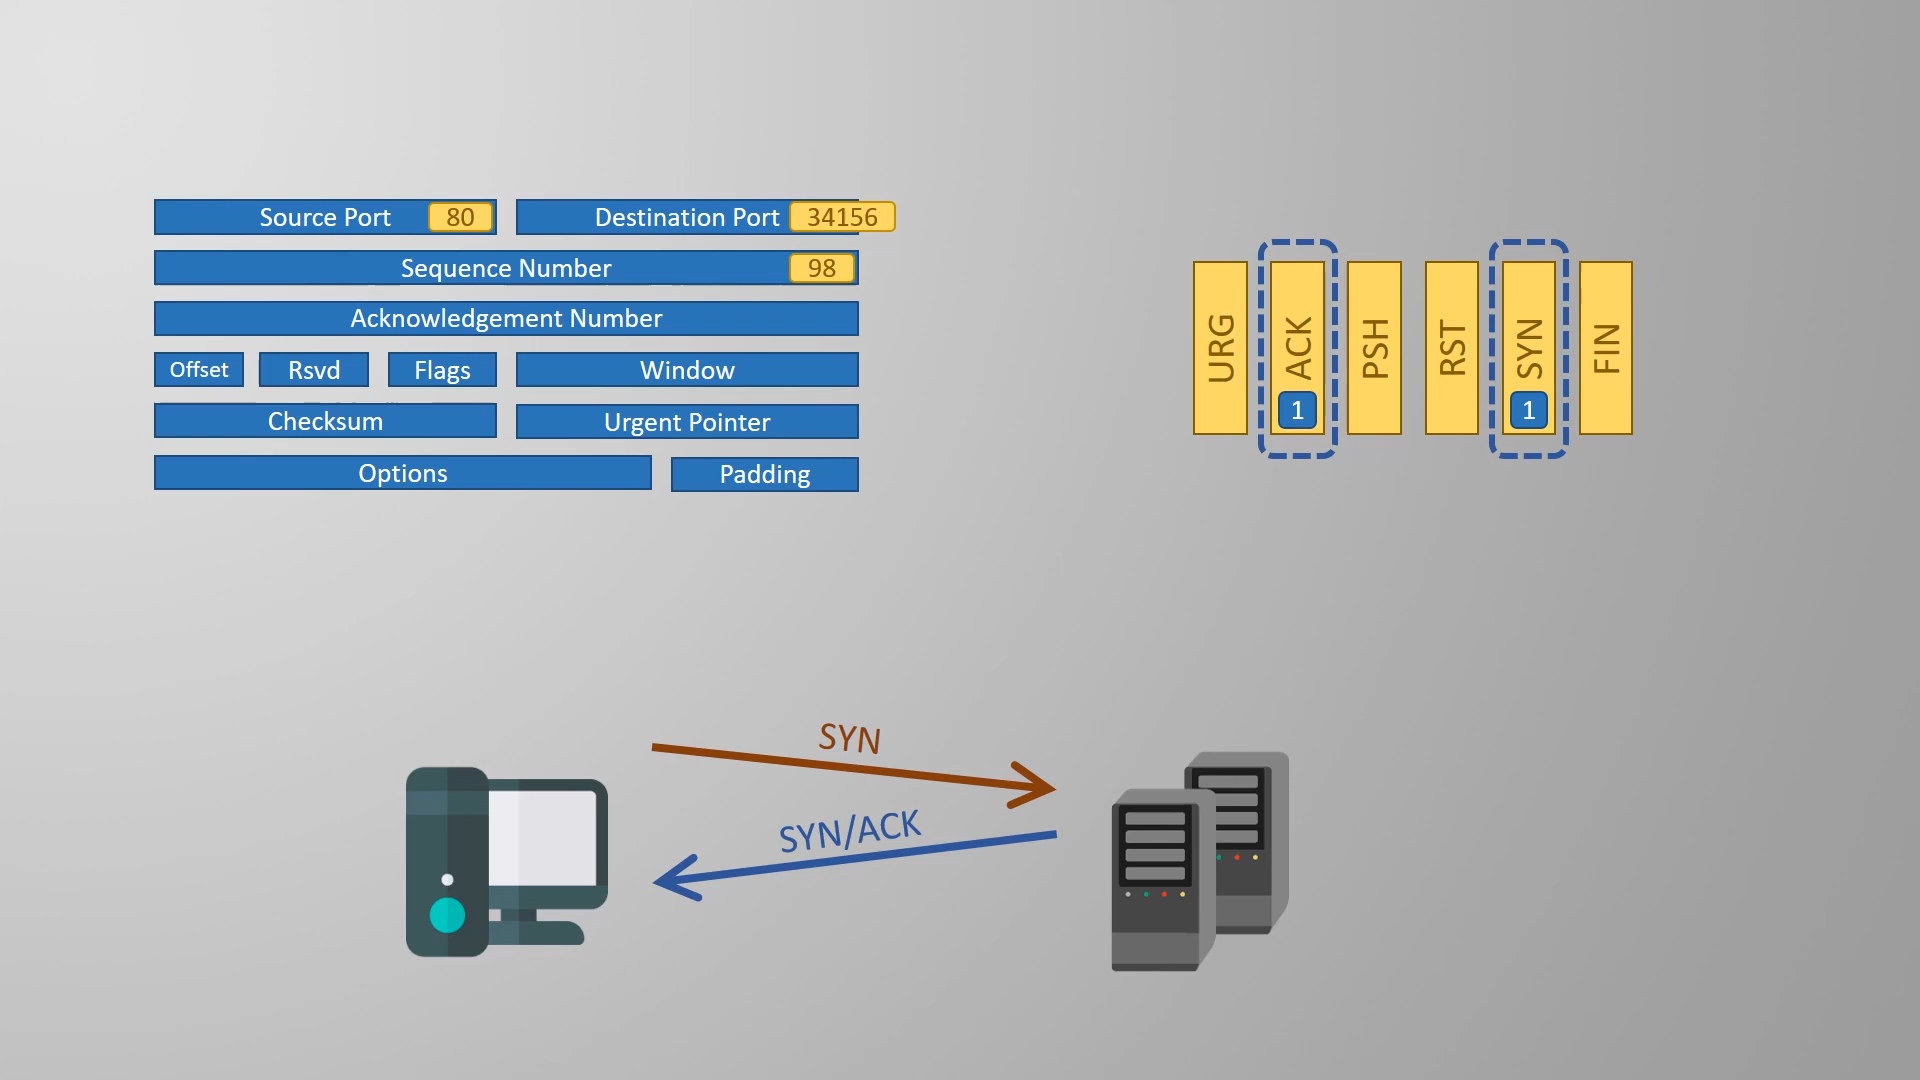 Source Port 80 Destination Port 34156
Sequence Number 98
Acknowledgement Number
Offset Rsvd Flags Window
Checksum Urgent Pointer
Options Padding
URG
ACK
1
PSH
RST
SYN
1
FIN
SYN
SYN/ACK